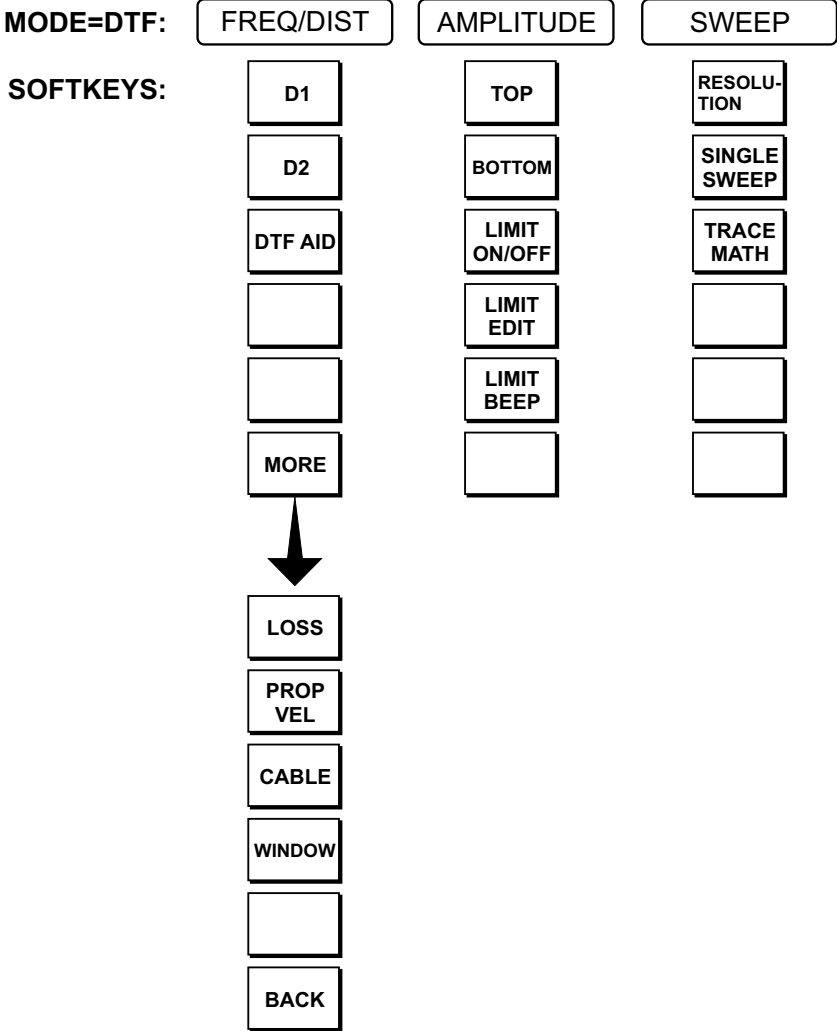 MODE=DTF:
FREQ/DIST
AMPLITUDE
SWEEP
SOFTKEYS:
D1
D2
DTF AID
MORE
LOSS
PROP
VEL
CABLE
WINDOW
BACK
TOP
BOTTOM
LIMIT
ON/OFF
LIMIT
EDIT
LIMIT
BEEP
RESOLU-
TION
SINGLE
SWEEP
TRACE
MATH